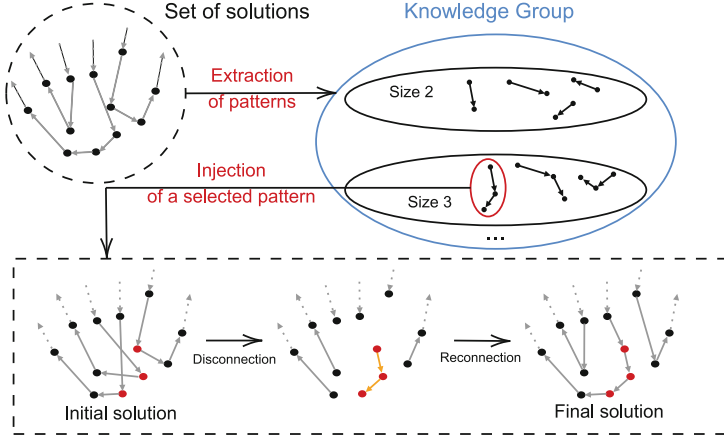 Set of solutions
Knowledge Group
Extraction
of patterns
Size 2
Injection
of a selected pattern
Size 3
...
Disconnection
Reconnection
Initial solution
Final solution